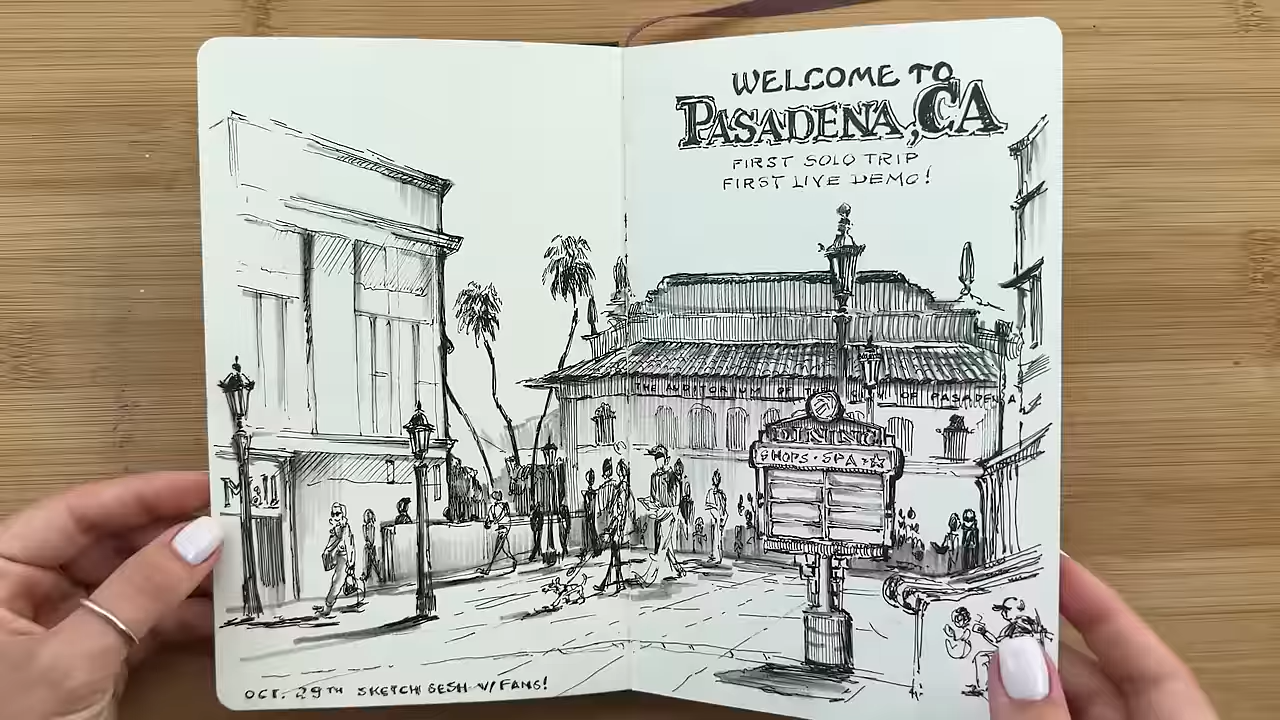 WELCOME TO
PASADENA, CA
FIRST SOLO TRIP
FIRST LIVE DEMO!
THE AUDITORIUM OF THE OF PASADENA
DINING
SHOPS · SPA ☆
Mall
OCT. 29TH SKETCH SESH W/ FANS!